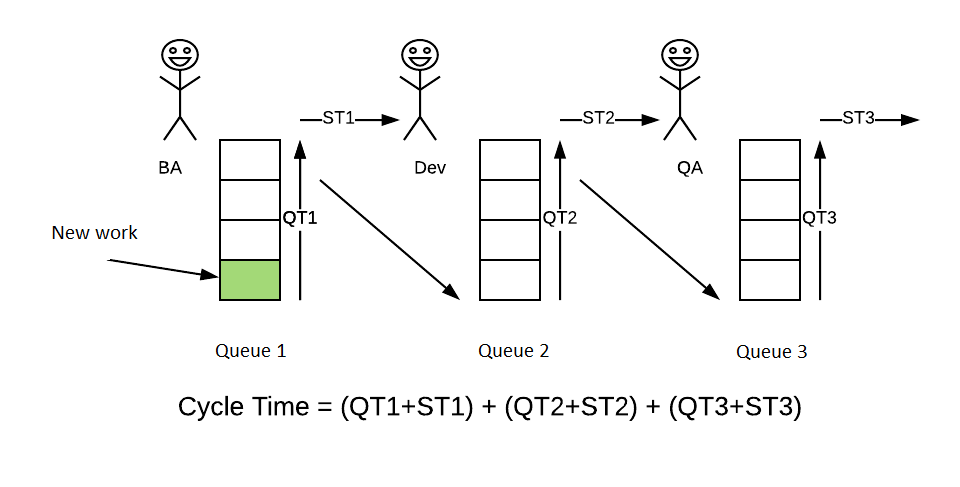 ST1
ST2
ST3
BA
Dev
QA
QT1
QT2
QT3
New work
Queue 1
Queue 2
Queue 3
Cycle Time = (QT1+ST1) + (QT2+ST2) + (QT3+ST3)